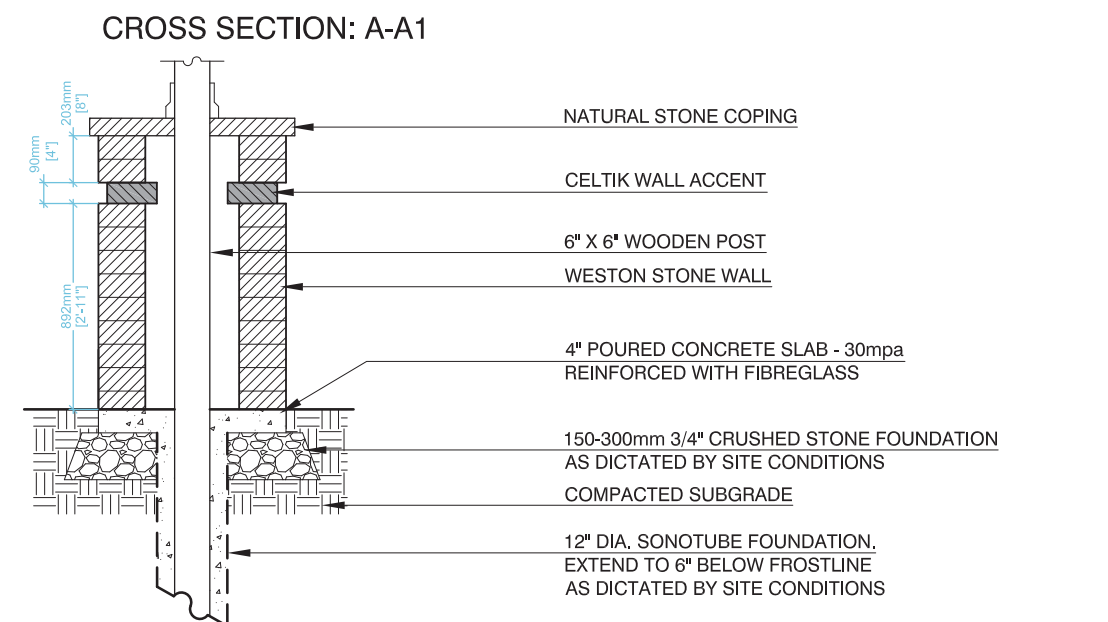 CROSS SECTION: A-A1
203mm
[8"]
90mm
[4"]
892mm
[2'-11"]
NATURAL STONE COPING
CELTIK WALL ACCENT
6" X 6" WOODEN POST
WESTON STONE WALL
4" POURED CONCRETE SLAB - 30mpa
REINFORCED WITH FIBREGLASS
150-300mm 3/4" CRUSHED STONE FOUNDATION
AS DICTATED BY SITE CONDITIONS
COMPACTED SUBGRADE
12" DIA. SONOTUBE FOUNDATION.
EXTEND TO 6" BELOW FROSTLINE
AS DICTATED BY SITE CONDITIONS